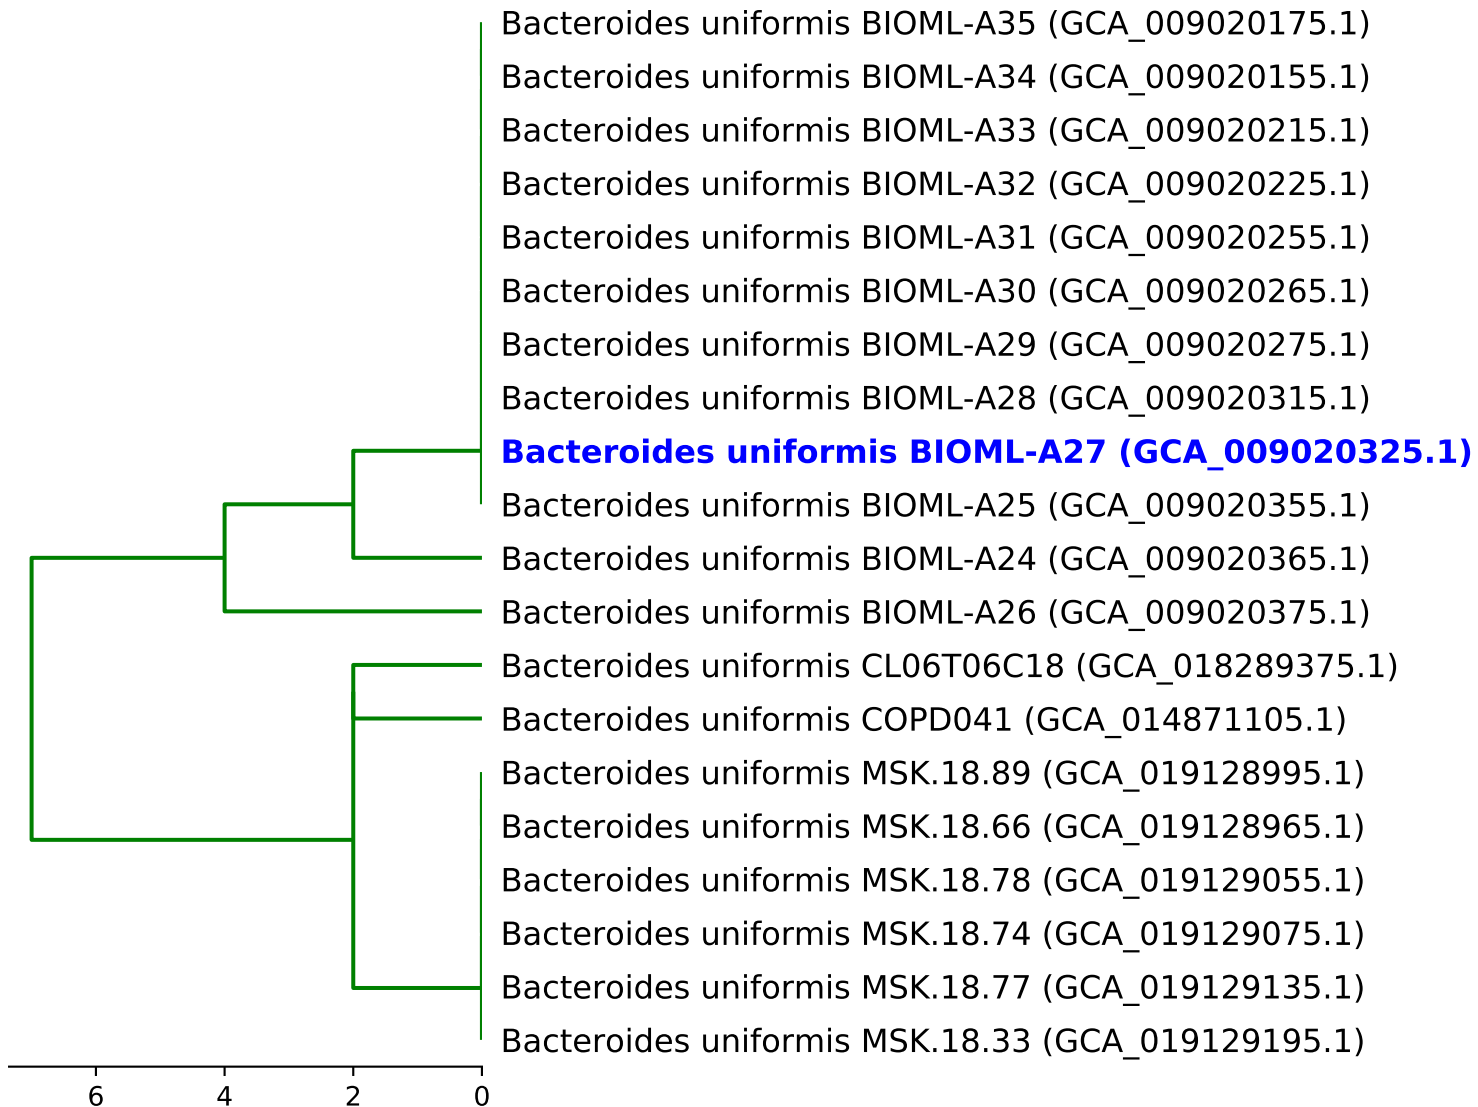 Bacteroides uniformis BIOML-A35 (GCA_009020175.1)
Bacteroides uniformis BIOML-A34 (GCA_009020155.1)
Bacteroides uniformis BIOML-A33 (GCA_009020215.1)
Bacteroides uniformis BIOML-A32 (GCA_009020225.1)
Bacteroides uniformis BIOML-A31 (GCA_009020255.1)
Bacteroides uniformis BIOML-A30 (GCA_009020265.1)
Bacteroides uniformis BIOML-A29 (GCA_009020275.1)
Bacteroides uniformis BIOML-A28 (GCA_009020315.1)
Bacteroides uniformis BIOML-A27 (GCA_009020325.1)
Bacteroides uniformis BIOML-A25 (GCA_009020355.1)
Bacteroides uniformis BIOML-A24 (GCA_009020365.1)
Bacteroides uniformis BIOML-A26 (GCA_009020375.1)
Bacteroides uniformis CL06T06C18 (GCA_018289375.1)
Bacteroides uniformis COPD041 (GCA_014871105.1)
Bacteroides uniformis MSK.18.89 (GCA_019128995.1)
Bacteroides uniformis MSK.18.66 (GCA_019128965.1)
Bacteroides uniformis MSK.18.78 (GCA_019129055.1)
Bacteroides uniformis MSK.18.74 (GCA_019129075.1)
Bacteroides uniformis MSK.18.77 (GCA_019129135.1)
Bacteroides uniformis MSK.18.33 (GCA_019129195.1)
6 4 2 0